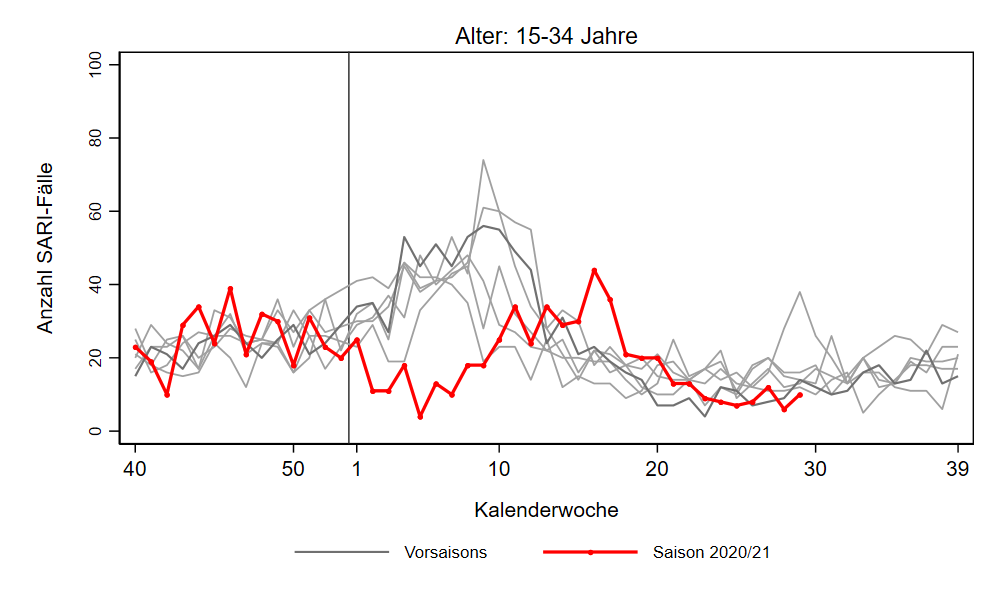 Alter: 15-34 Jahre
Anzahl SARI-Fälle
100
80
60
40
20
0
40 50 1 10 20 30 39
Kalenderwoche
Vorsaisons Saison 2020/21